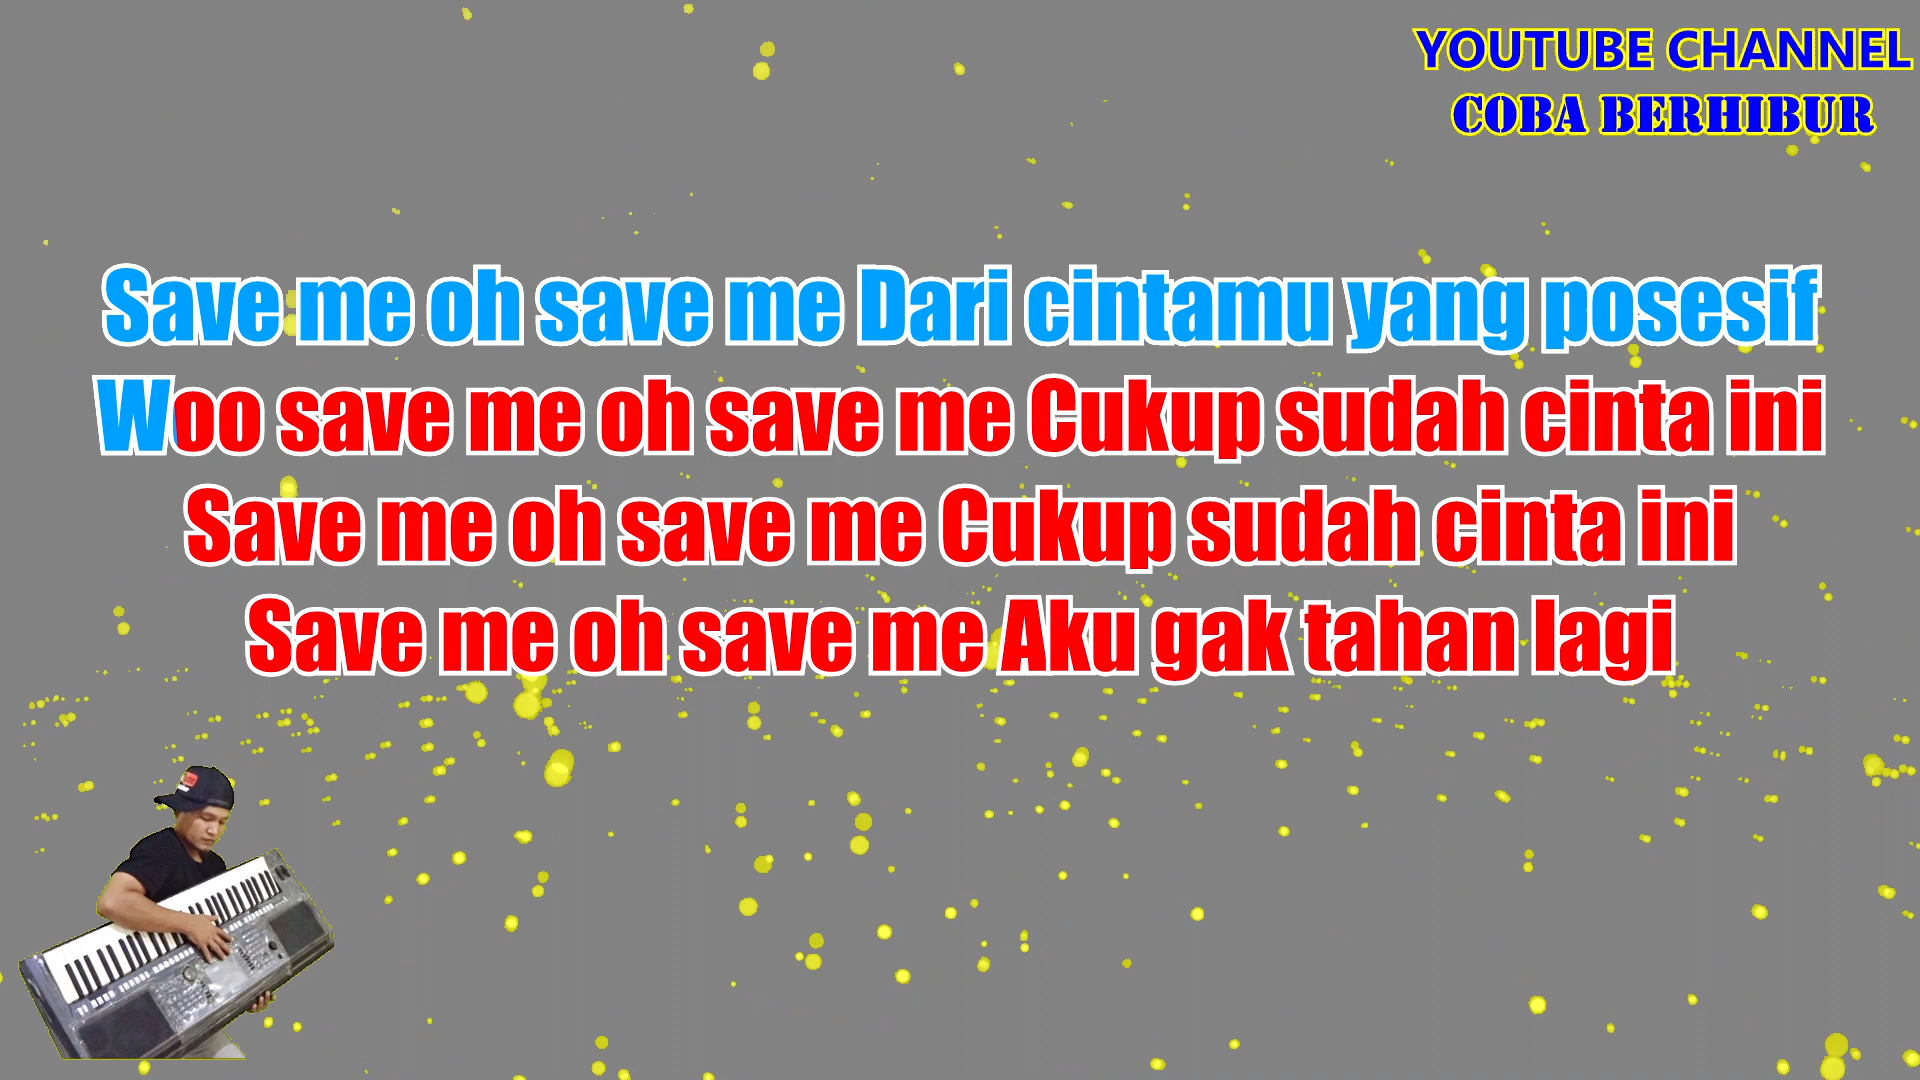 YOUTUBE CHANNEL
COBA BERHIBUR
Save me oh save me Dari cintamu yang posesif
Woo save me oh save me Cukup sudah cinta ini
Save me oh save me Cukup sudah cinta ini
Save me oh save me Aku gak tahan lagi